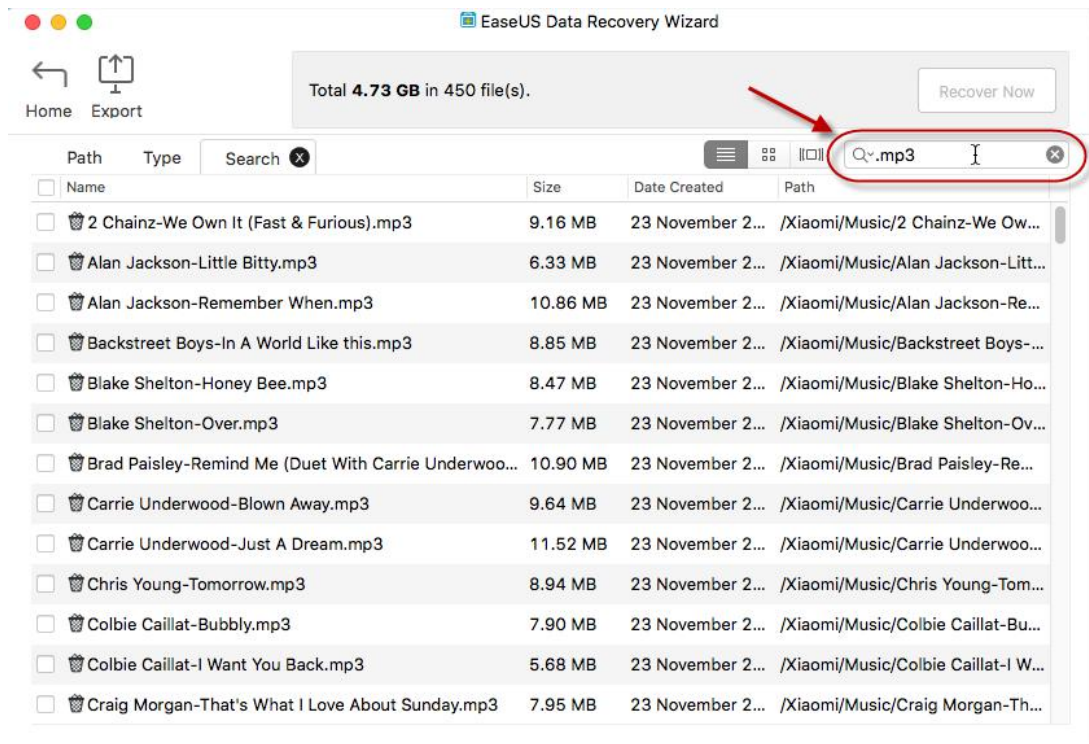 EaseUS Data Recovery Wizard
Home Export
Total 4.73 GB in 450 file(s).
Recover Now
Path Type Search X .mp3
Name Size Date Created Path
2 Chainz-We Own It (Fast & Furious).mp3 9.16 MB 23 November 2... /Xiaomi/Music/2 Chainz-We Ow...
Alan Jackson-Little Bitty.mp3 6.33 MB 23 November 2... /Xiaomi/Music/Alan Jackson-Litt...
Alan Jackson-Remember When.mp3 10.86 MB 23 November 2... /Xiaomi/Music/Alan Jackson-Re...
Backstreet Boys-In A World Like this.mp3 8.85 MB 23 November 2... /Xiaomi/Music/Backstreet Boys-...
Blake Shelton-Honey Bee.mp3 8.47 MB 23 November 2... /Xiaomi/Music/Blake Shelton-Ho...
Blake Shelton-Over.mp3 7.77 MB 23 November 2... /Xiaomi/Music/Blake Shelton-Ov...
Brad Paisley-Remind Me (Duet With Carrie Underwoo... 10.90 MB 23 November 2... /Xiaomi/Music/Brad Paisley-Re...
Carrie Underwood-Blown Away.mp3 9.64 MB 23 November 2... /Xiaomi/Music/Carrie Underwoo...
Carrie Underwood-Just A Dream.mp3 11.52 MB 23 November 2... /Xiaomi/Music/Carrie Underwoo...
Chris Young-Tomorrow.mp3 8.94 MB 23 November 2... /Xiaomi/Music/Chris Young-Tom...
Colbie Caillat-Bubbly.mp3 7.90 MB 23 November 2... /Xiaomi/Music/Colbie Caillat-Bu...
Colbie Caillat-I Want You Back.mp3 5.68 MB 23 November 2... /Xiaomi/Music/Colbie Caillat-I W...
Craig Morgan-That's What I Love About Sunday.mp3 7.95 MB 23 November 2... /Xiaomi/Music/Craig Morgan-Th...